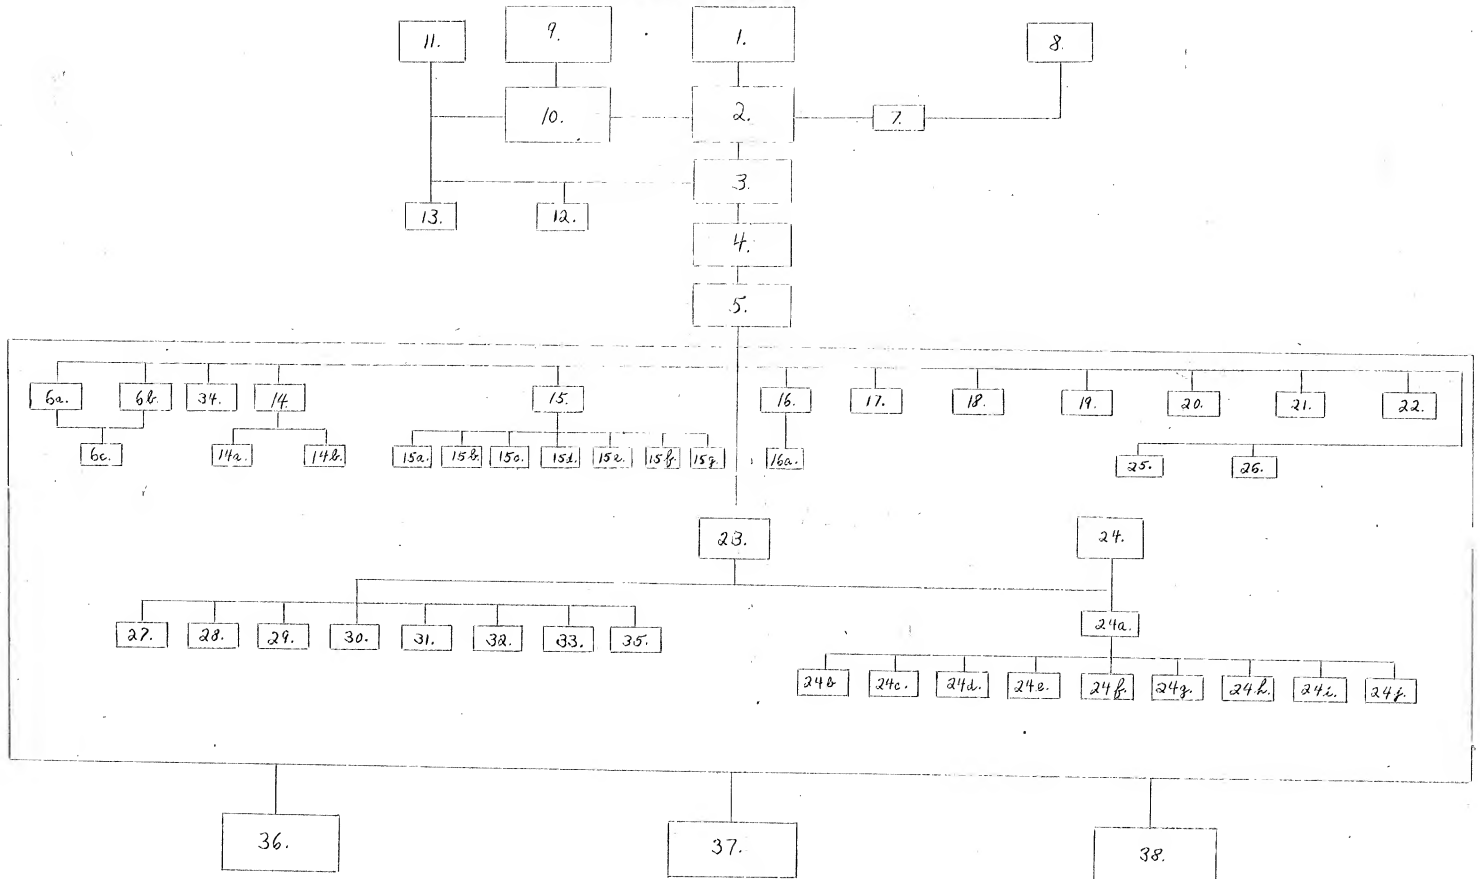 11. 9. 1. 8.
10. 2. 7.
3.
13. 12.
4.
5.
6a. 6b. 34. 14 15. 16. 17. 18. 19. 20. 21. 22.
6c. 14a. 14b. 15a. 15b. 15c. 15d. 15e. 15f. 15g. 16a. 25. 26.
23. 24.
27. 28. 29. 30. 31. 32. 33. 35. 24a.
24b 24c. 24d. 24e. 24f. 24g. 24h. 24i. 24j.
36. 37. 38.